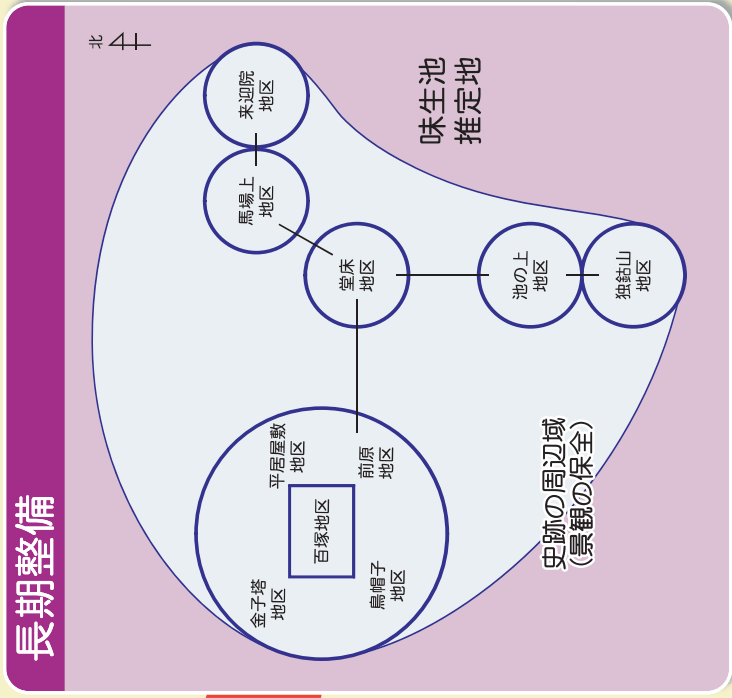 長期整備
北
来迎院
地区
馬場上
地区
堂床
地区
池の上
地区
独鈷山
地区
平居屋敷
地区
前原
地区
百塚地区
金子塔
地区
鳥帽子
地区
味生池
推定地
史跡の周辺域
（景観の保全）